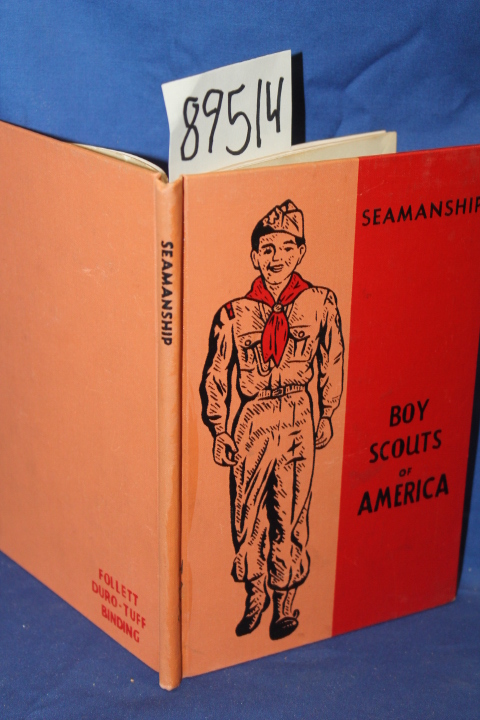 89514
SEAMANSHIP
SEAMANSHIP
BOY
SCOUTS
OF
AMERICA
FOLLETT
DURO-TUFF
BINDING